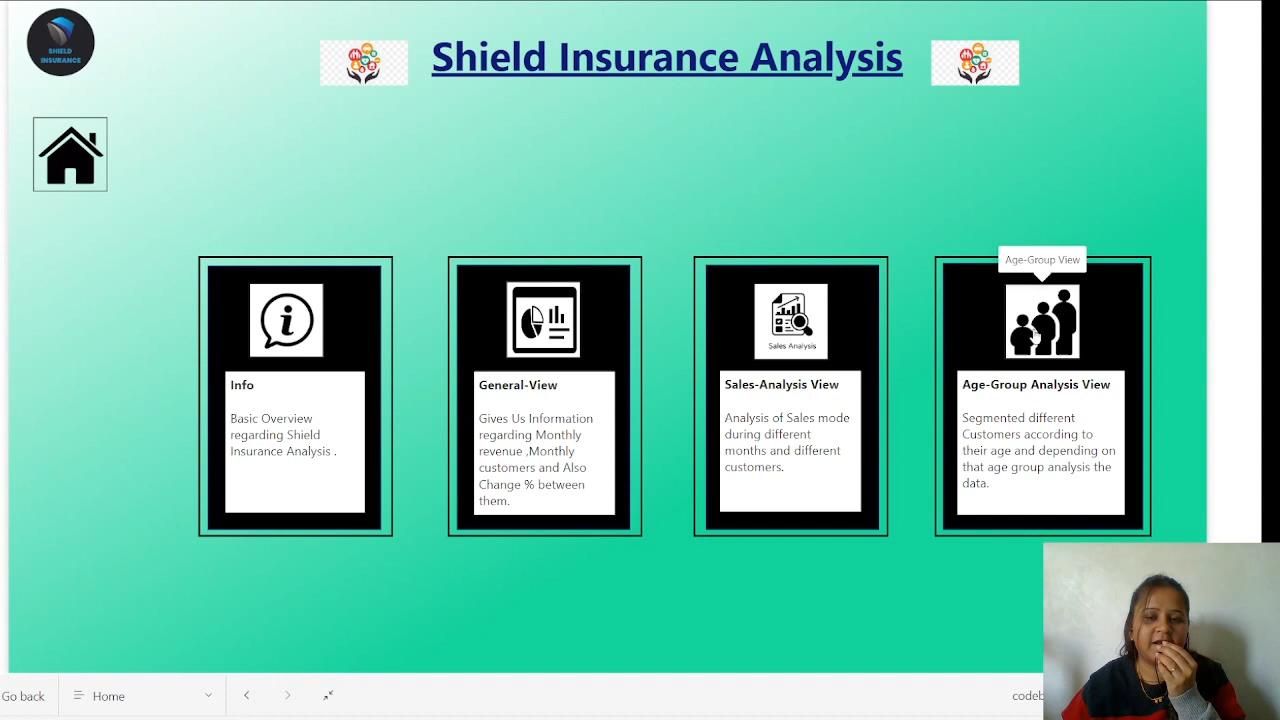 SHIELD
INSURANCE
Shield Insurance Analysis
Age-Group View
Sales Analysis
Info
Basic Overview
regarding Shield
Insurance Analysis .
General-View
Gives Us Information
regarding Monthly
revenue ,Monthly
customers and Also
Change % between
them.
Sales-Analysis View
Analysis of Sales mode
during different
months and different
customers.
Age-Group Analysis View
Segmented different
Customers according to
their age and depending on
that age group analysis the
data.
Go back
Home
codeb